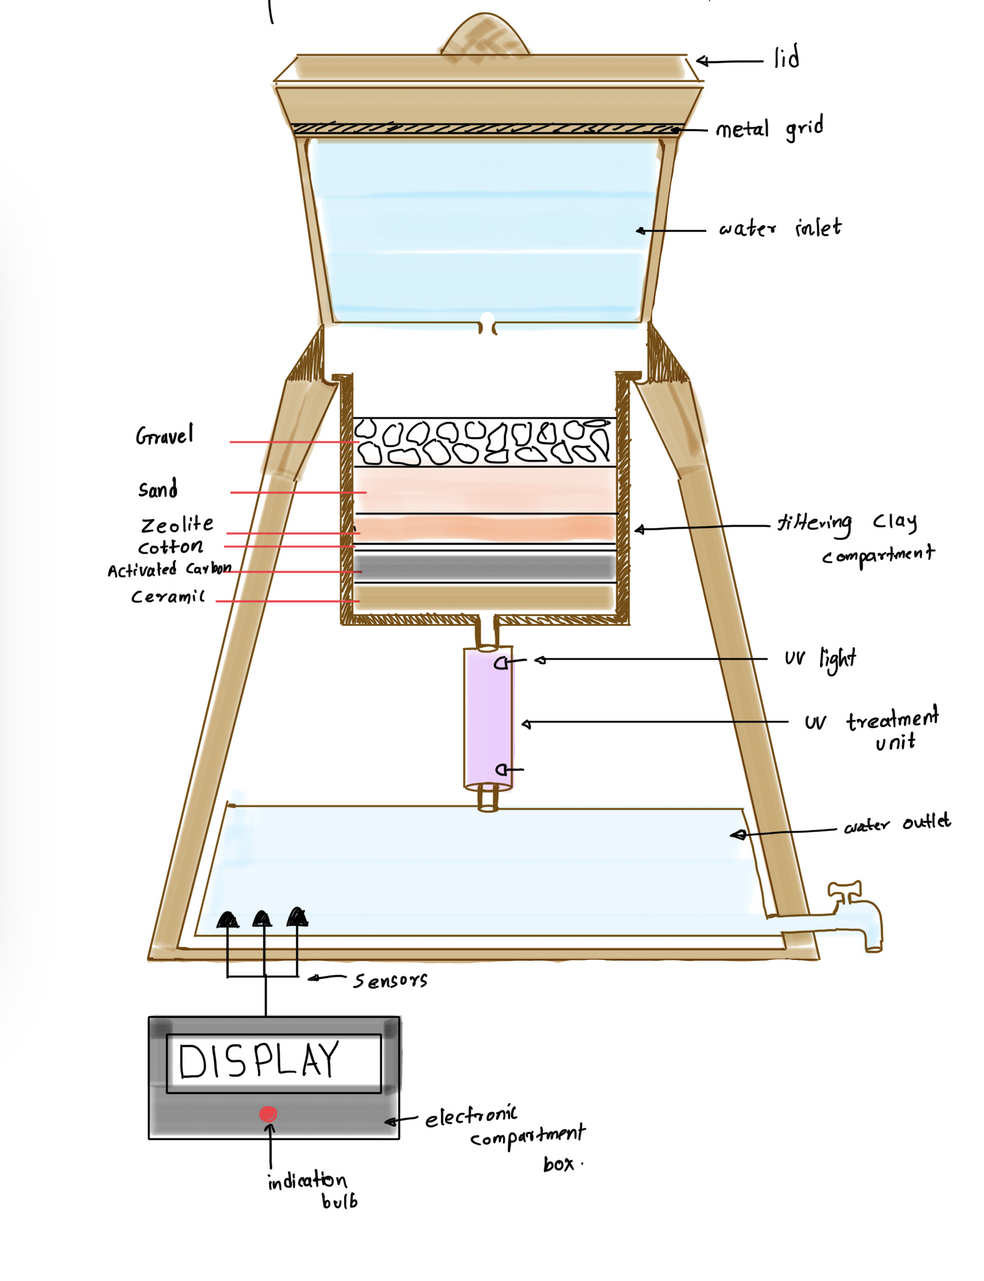 lid
metal grid
water inlet
Gravel
Sand
Zeolite
Cotton
Activated Carbon
Ceramic
filtering clay
compartment
UV light
UV treatment
unit
water outlet
sensors
DISPLAY
electronic
compartment
box.
indication
bulb